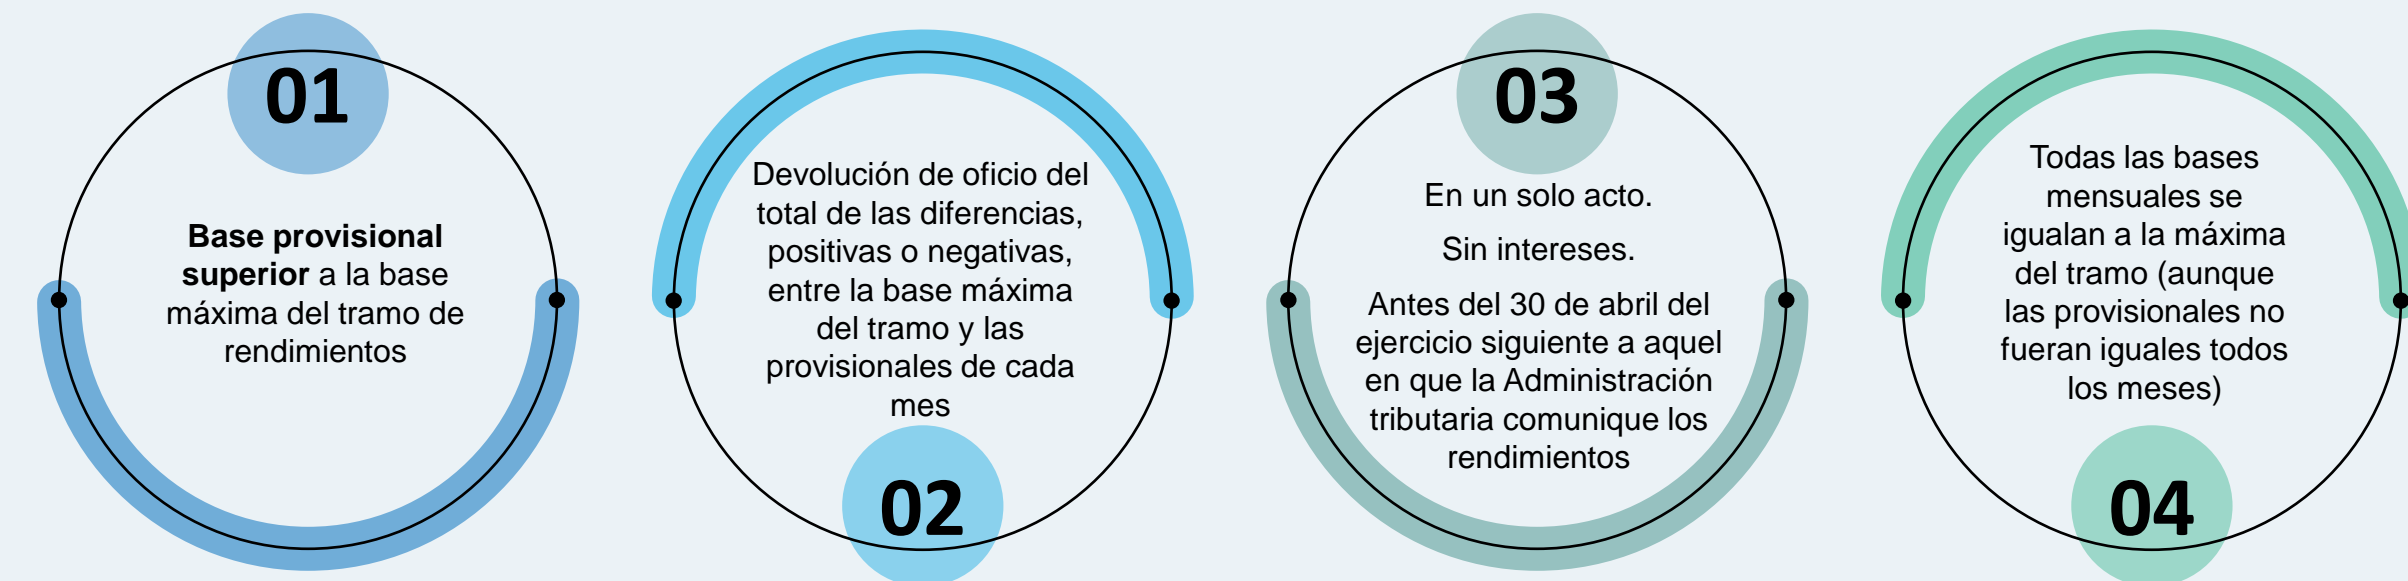 01
Base provisional
superior a la base
máxima del tramo de
rendimientos
Devolución de oficio del
total de las diferencias,
positivas o negativas,
entre la base máxima
del tramo y las
provisionales de cada
mes
02
03
En un solo acto.
Sin intereses.
Antes del 30 de abril del
ejercicio siguiente a aquel
en que la Administración
tributaria comunique los
rendimientos
Todas las bases
mensuales se
igualan a la máxima
del tramo (aunque
las provisionales no
fueran iguales todos
los meses)
04